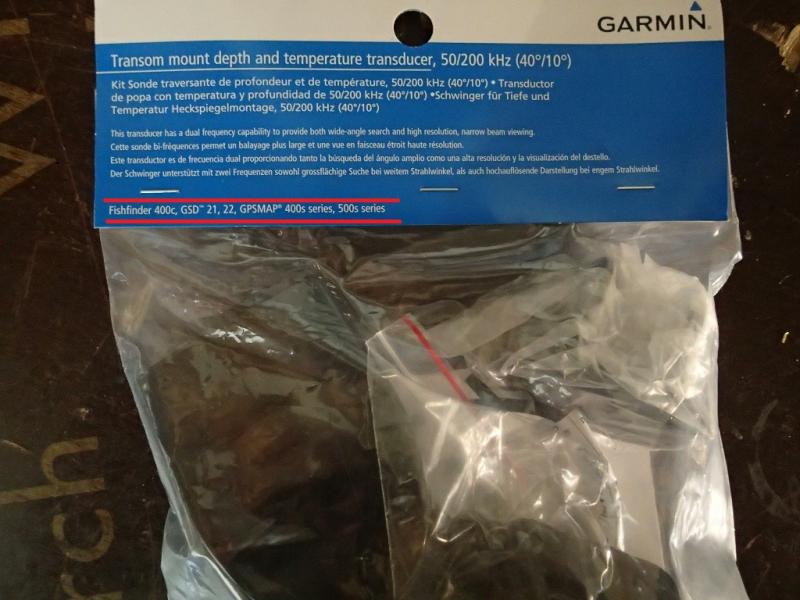 GARMIN®
Transom mount depth and temperature transducer, 50/200 kHz (40°/10°)
Kit Sonde traversante de profondeur et de température, 50/200 kHz (40°/10°) • Transductor
de popa con temperatura y profundidad de 50/200 kHz (40°/10°) •Schwinger für Tiefe und
Temperatur Heckspiegelmontage, 50/200 kHz (40°/10°)
This transducer has a dual frequency capability to provide both wide-angle search and high resolution, narrow beam viewing.
Cette sonde bi-fréquences permet un balayage plus large et une vue en faisceau étroit haute résolution.
Este transductor es de frecuencia dual proporcionando tanto la búsqueda del ángulo amplio como una alta resolución y la visualización del destello.
Der Schwinger unterstützt mit zwei Frequenzen sowohl grossflächige Suche bei weitem Strahlwinkel, als auch hochauflösende Darstellung bei engem Strahlwinkel.
Fishfinder 400c, GSD™ 21, 22, GPSMAP® 400s series, 500s series
rch